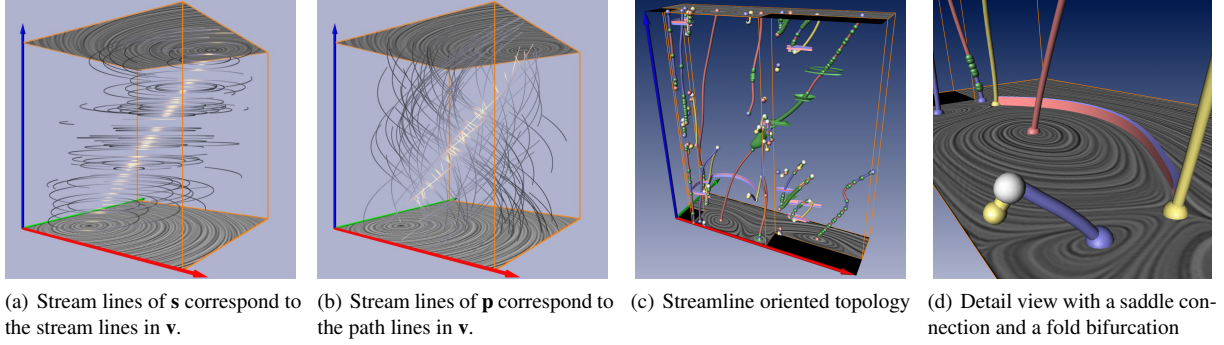 (a) Stream lines of s correspond to
the stream lines in v.
(b) Stream lines of p correspond to
the path lines in v.
(c) Streamline oriented topology
(d) Detail view with a saddle con-
nection and a fold bifurcation